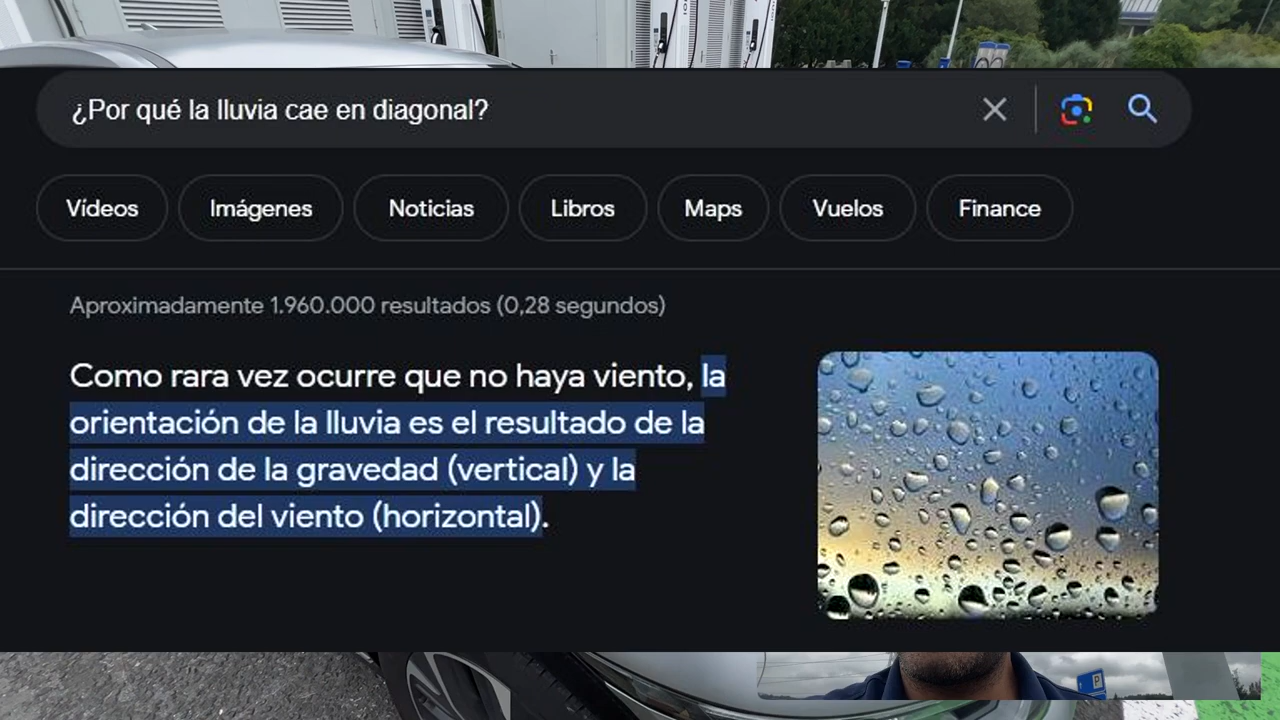 ¿Por qué la lluvia cae en diagonal?
Vídeos Imágenes Noticias Libros Maps Vuelos Finance
Aproximadamente 1.960.000 resultados (0,28 segundos)
Como rara vez ocurre que no haya viento, la
orientación de la lluvia es el resultado de la
dirección de la gravedad (vertical) y la
dirección del viento (horizontal).